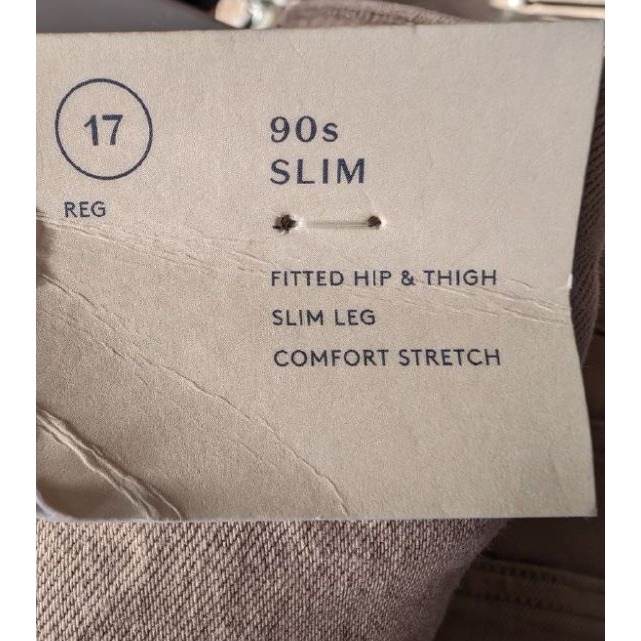 17
REG
90s
SLIM
FITTED HIP & THIGH
SLIM LEG
COMFORT STRETCH